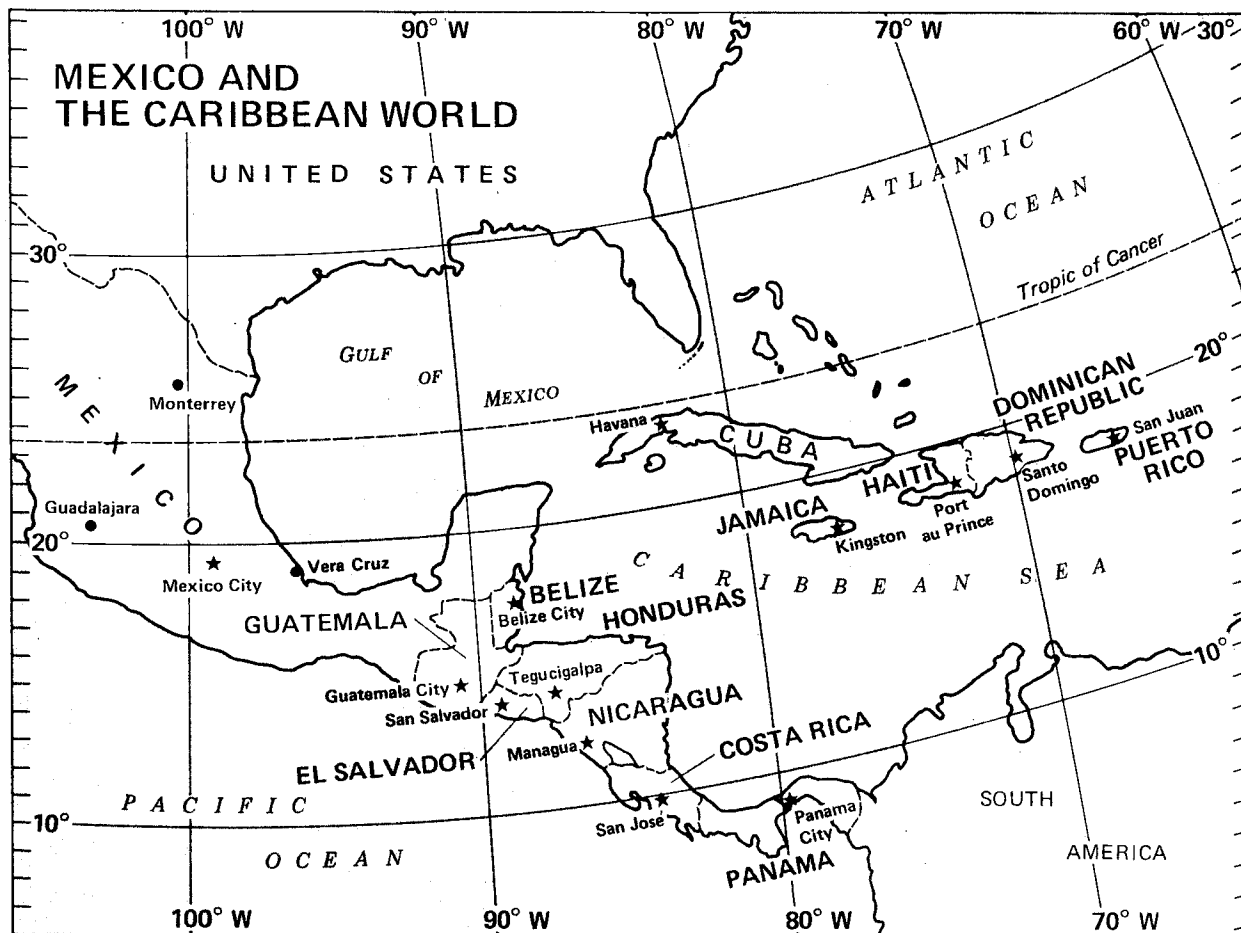 100° W 90° W 80° W 70° W 60° W 30°
MEXICO AND
THE CARIBBEAN WORLD
UNITED STATES
ATLANTIC
OCEAN
30°
Tropic of Cancer
20°
GULF
OF
MEXICO
MEXICO
Monterrey
Guadalajara
20°
Mexico City
Vera Cruz
Havana
CUBA
DOMINICAN
REPUBLIC
San Juan
PUERTO
RICO
HAITI
Santo
Domingo
Port
au Prince
JAMAICA
Kingston
CARIBBEAN SEA
BELIZE
Belize City
HONDURAS
GUATEMALA
Tegucigalpa
Guatemala City
San Salvador
NICARAGUA
EL SALVADOR
Managua
COSTA RICA
10°
PACIFIC
OCEAN
10°
San José
Panama
City
PANAMA
SOUTH
AMERICA
100° W 90° W 80° W 70° W